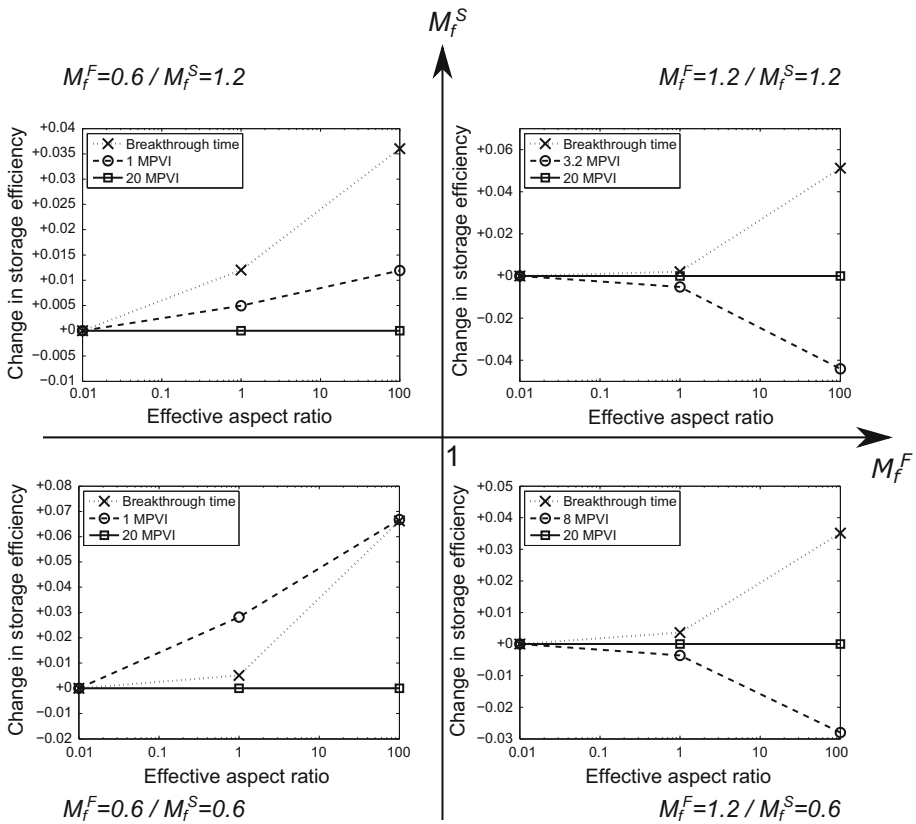 M_f^S
M_f^F=0.6 / M_f^S=1.2
M_f^F=1.2 / M_f^S=1.2
Change in storage efficiency
+0.04
+0.035
+0.03
+0.025
+0.02
+0.015
+0.01
+0.005
+0
−0.005
−0.01
Breakthrough time
1 MPVI
20 MPVI
0.01 0.1 1 10 100
Effective aspect ratio
Change in storage efficiency
+0.06
+0.04
+0.02
+0
−0.02
−0.04
Breakthrough time
3.2 MPVI
20 MPVI
0.01 0.1 1 10 100
Effective aspect ratio
1
M_f^F
Change in storage efficiency
+0.08
+0.07
+0.06
+0.05
+0.04
+0.03
+0.02
+0.01
+0
−0.01
−0.02
Breakthrough time
1 MPVI
20 MPVI
0.01 0.1 1 10 100
Effective aspect ratio
Change in storage efficiency
+0.05
+0.04
+0.03
+0.02
+0.01
+0
−0.01
−0.02
−0.03
Breakthrough time
8 MPVI
20 MPVI
0.01 0.1 1 10 100
Effective aspect ratio
M_f^F=0.6 / M_f^S=0.6
M_f^F=1.2 / M_f^S=0.6